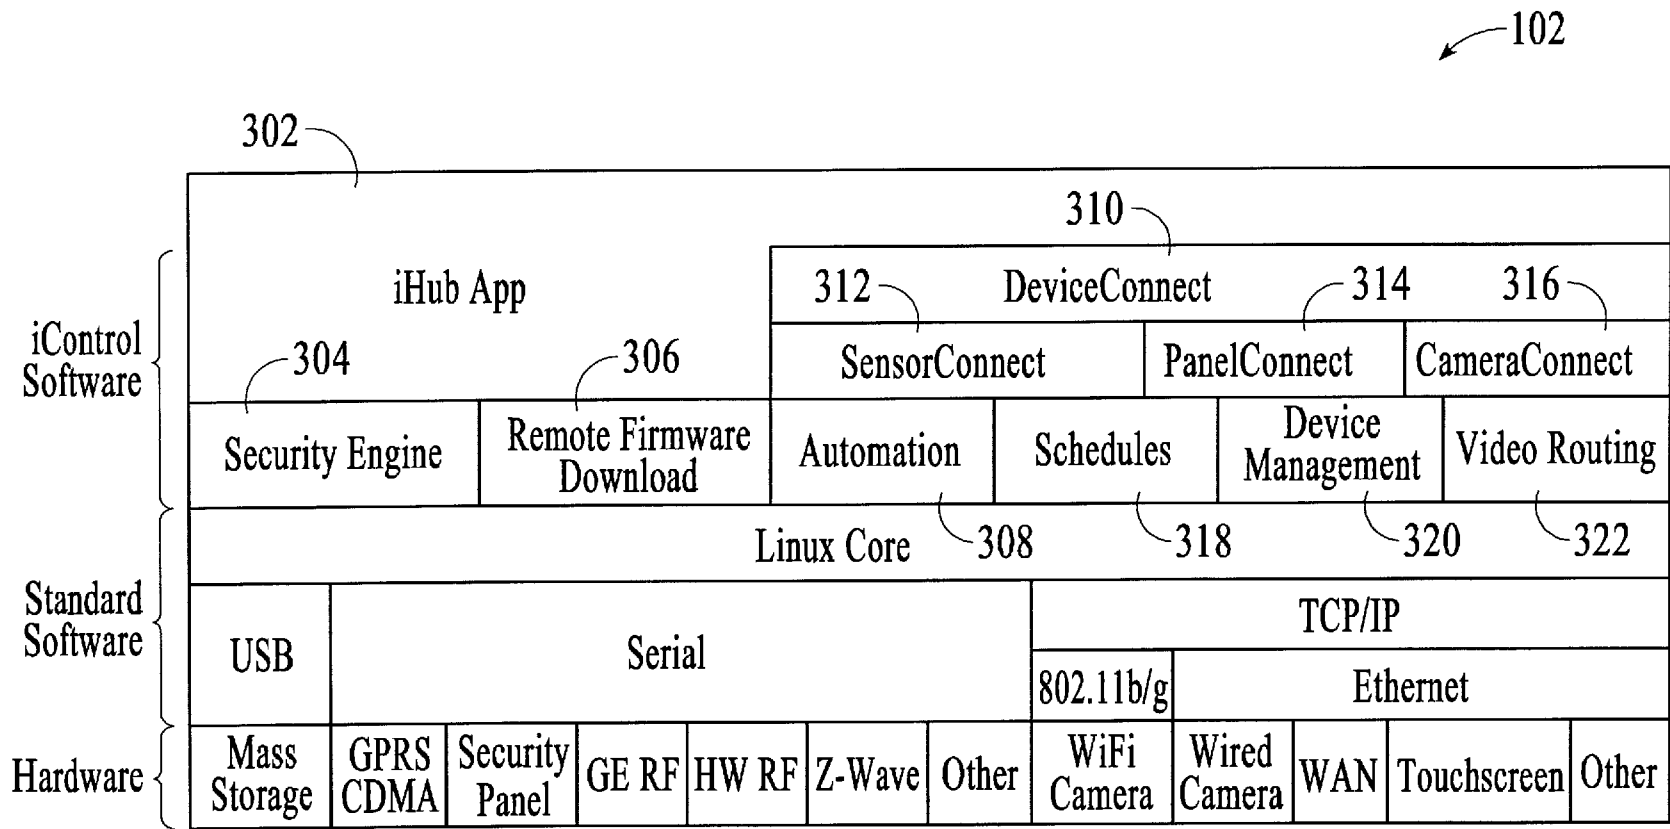 102
302
310
iHub App
312
DeviceConnect
314
316
iControl
Software
304
306
SensorConnect
PanelConnect
CameraConnect
Security Engine
Remote Firmware
Download
Automation
Schedules
Device
Management
Video Routing
Linux Core
308
318
320
322
Standard
Software
USB
Serial
TCP/IP
802.11b/g
Ethernet
Hardware
Mass
Storage
GPRS
CDMA
Security
Panel
GE RF
HW RF
Z-Wave
Other
WiFi
Camera
Wired
Camera
WAN
Touchscreen
Other